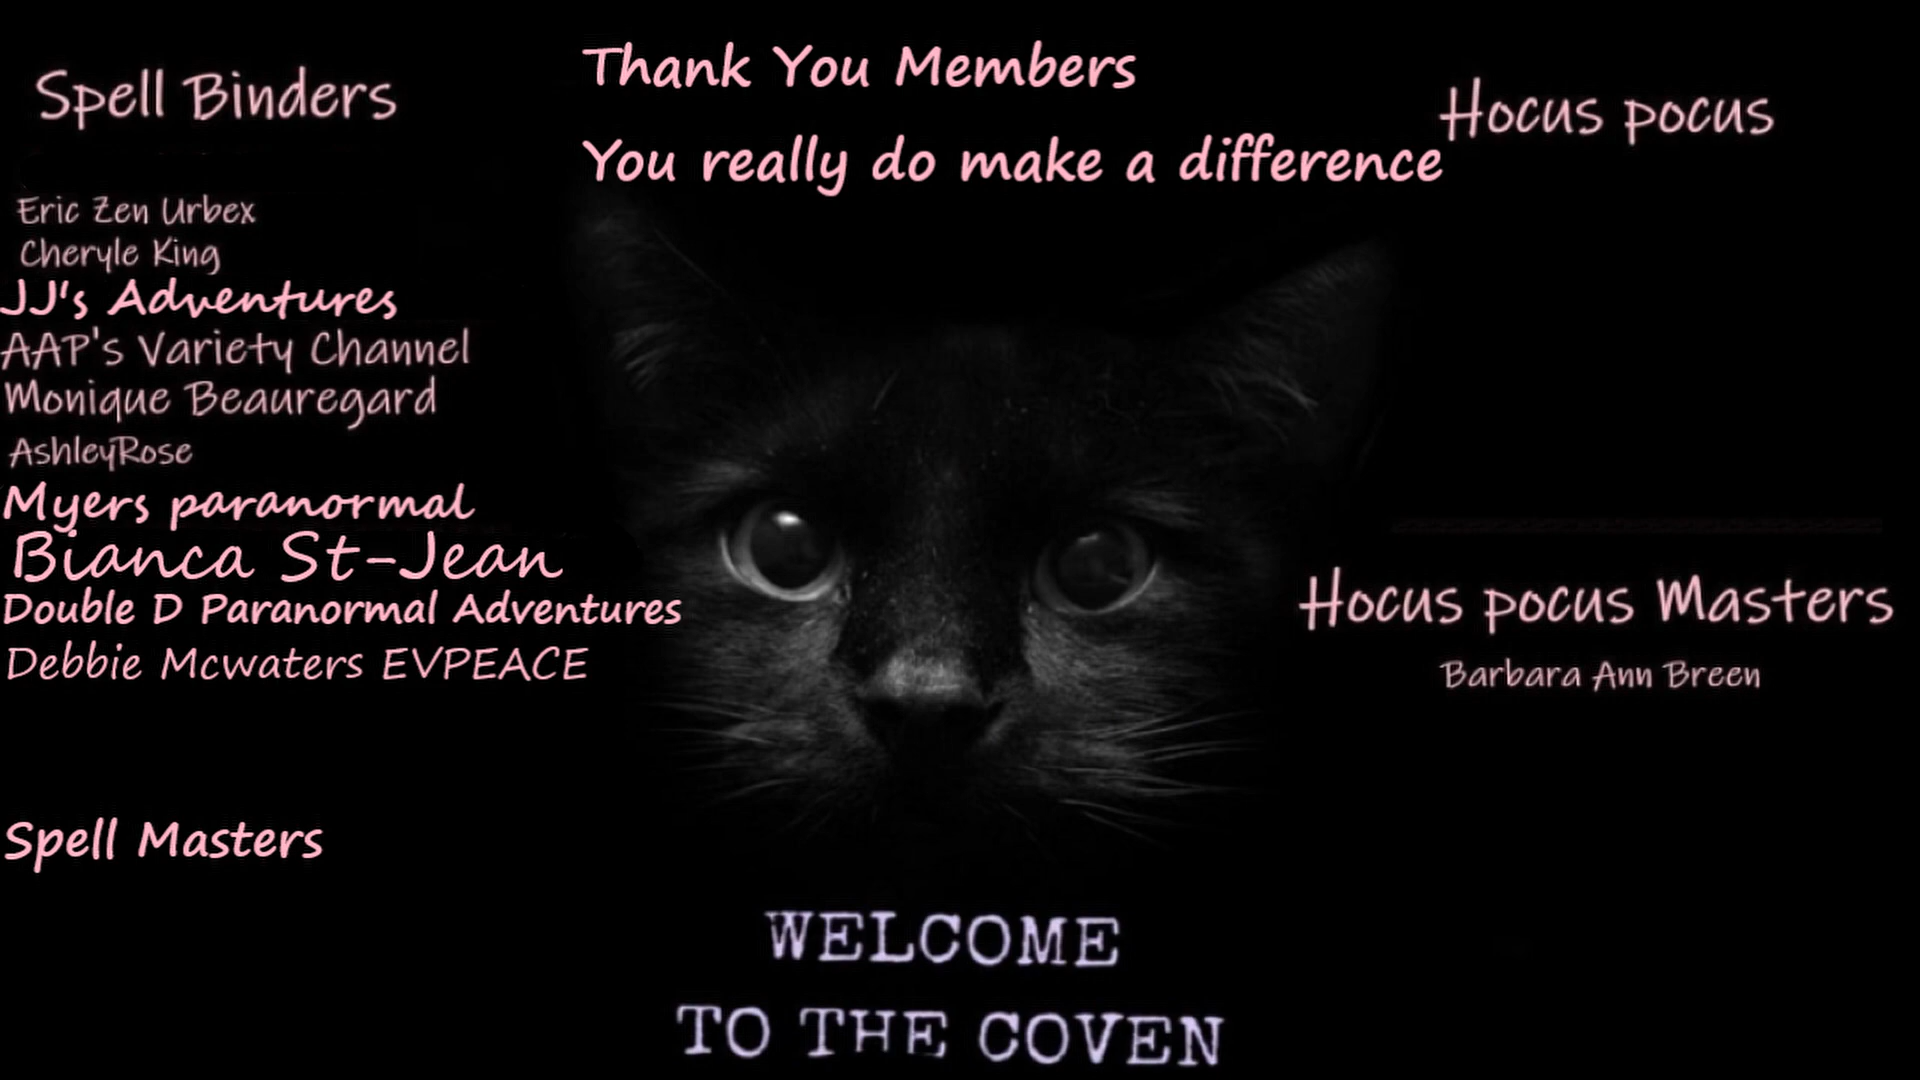 Thank You Members
You really do make a difference
Spell Binders
Eric Zen Urbex
Cheryle King
JJ's Adventures
AAP's Variety Channel
Monique Beauregard
AshleyRose
Myers paranormal
Bianca St-Jean
Double D Paranormal Adventures
Debbie Mcwaters EVPEACE
Spell Masters
Hocus pocus
Hocus pocus Masters
Barbara Ann Breen
WELCOME
TO THE COVEN